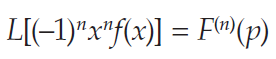 L[(−1)ⁿxⁿf(x)] = F⁽ⁿ⁾(p)